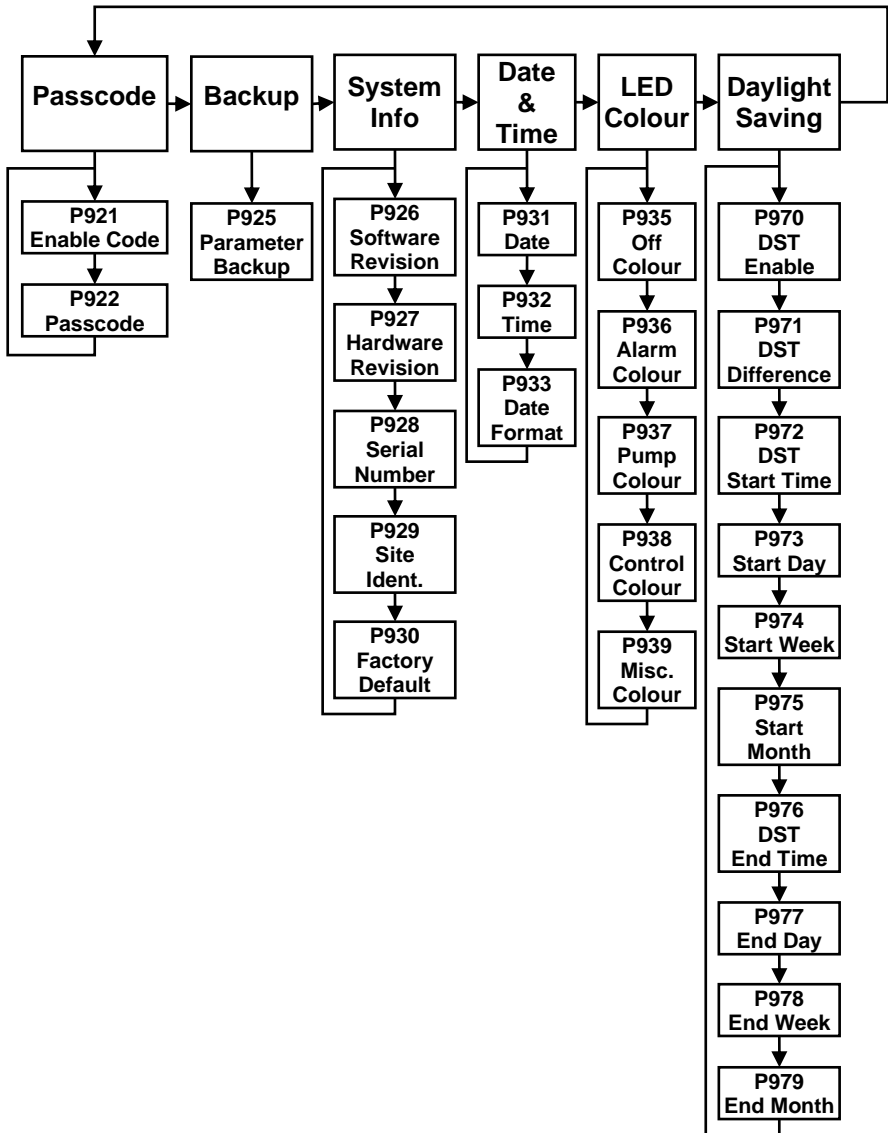 Passcode
Backup
System
Info
Date
&
Time
LED
Colour
Daylight
Saving
P921
Enable Code
P922
Passcode
P925
Parameter
Backup
P926
Software
Revision
P927
Hardware
Revision
P928
Serial
Number
P929
Site
Ident.
P930
Factory
Default
P931
Date
P932
Time
P933
Date
Format
P935
Off
Colour
P936
Alarm
Colour
P937
Pump
Colour
P938
Control
Colour
P939
Misc.
Colour
P970
DST
Enable
P971
DST
Difference
P972
DST
Start Time
P973
Start Day
P974
Start Week
P975
Start
Month
P976
DST
End Time
P977
End Day
P978
End Week
P979
End Month